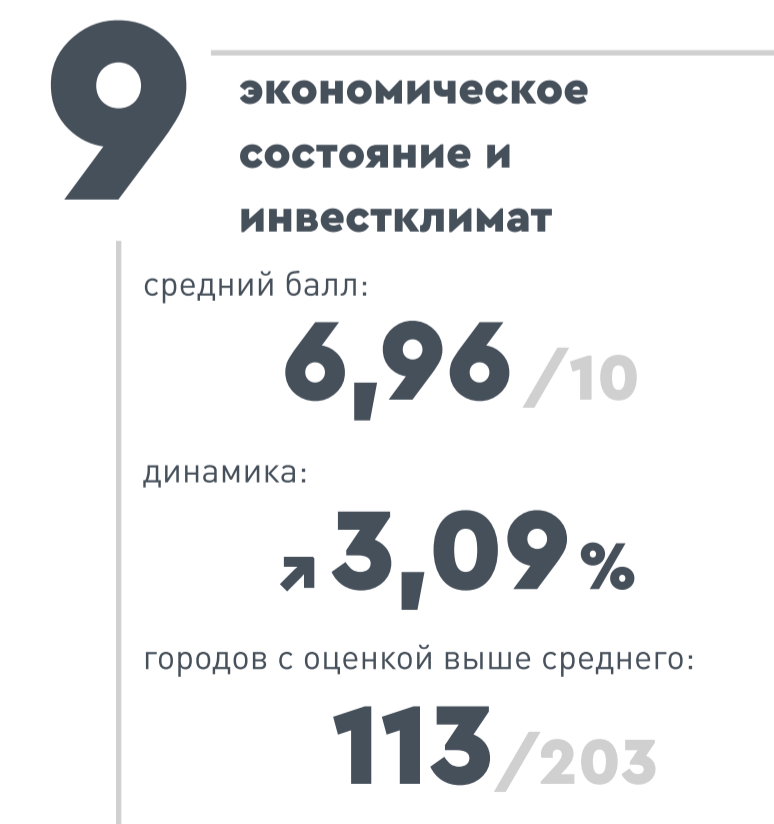 9
экономическое
состояние и
инвестклимат
средний балл:
6,96/10
динамика:
↗3,09%
городов с оценкой выше среднего:
113/203